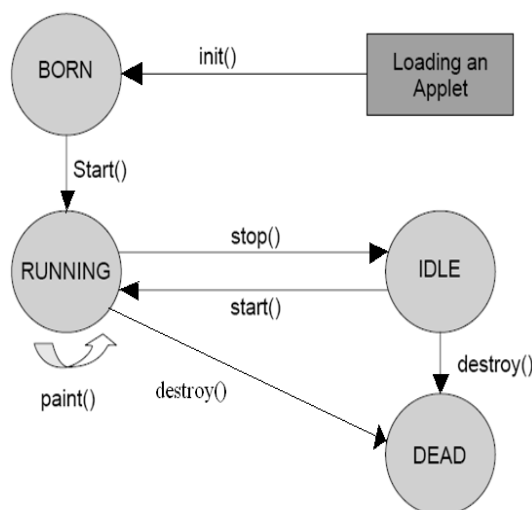 BORN
init()
Loading an
Applet
Start()
RUNNING
stop()
start()
IDLE
paint()
destroy()
destroy()
DEAD